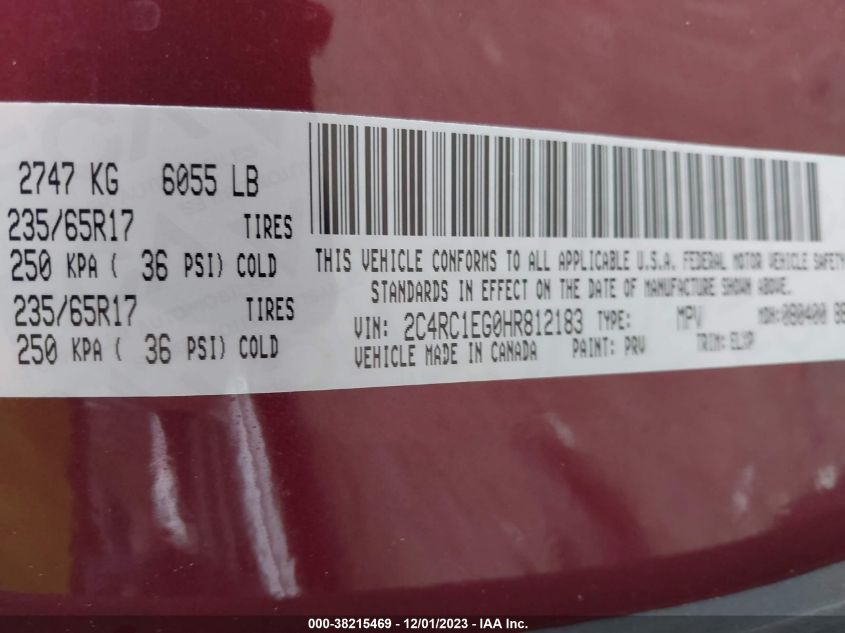 2747 KG 6055 LB
235/65R17 TIRES
250 KPA ( 36 PSI) COLD
235/65R17 TIRES
250 KPA ( 36 PSI) COLD
THIS VEHICLE CONFORMS TO ALL APPLICABLE U.S.A. FEDERAL MOTOR VEHICLE SAFETY
STANDARDS IN EFFECT ON THE DATE OF MANUFACTURE SHOWN ABOVE.
VIN: 2C4RC1EG0HR812183 TYPE: MPV MDH:080400
VEHICLE MADE IN CANADA PAINT: PRV TRIM:
000-38215469 - 12/01/2023 - IAA Inc.